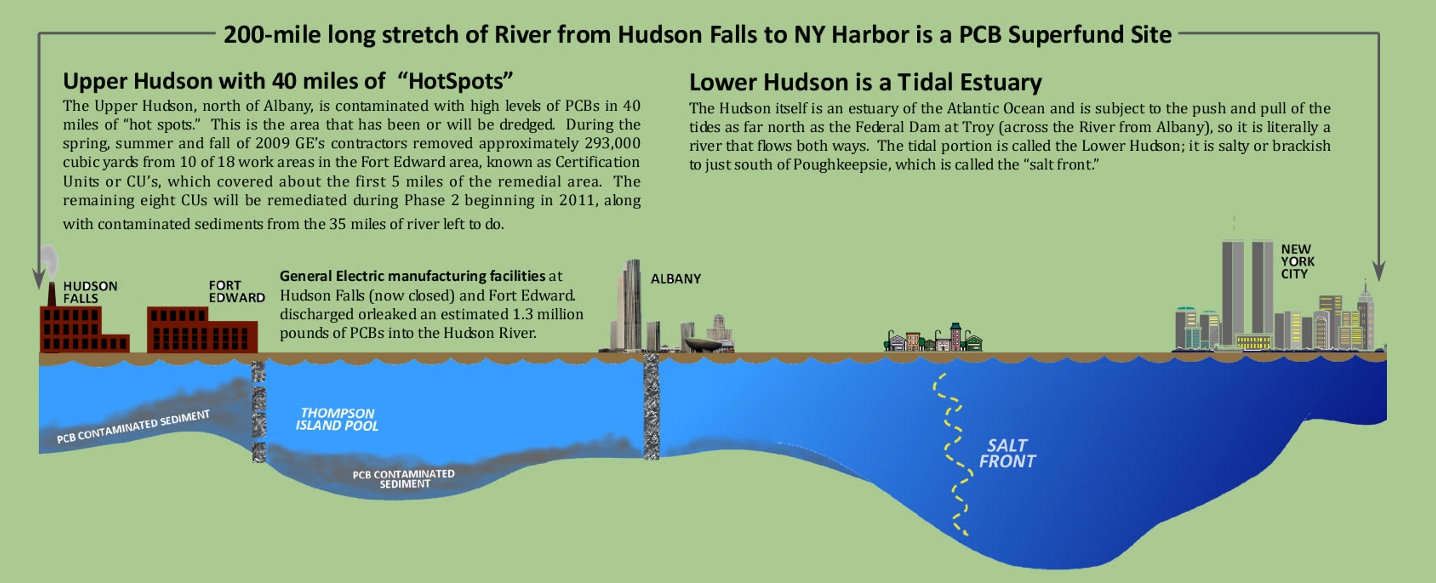 200-mile long stretch of River from Hudson Falls to NY Harbor is a PCB Superfund Site
Upper Hudson with 40 miles of “HotSpots”
The Upper Hudson, north of Albany, is contaminated with high levels of PCBs in 40
miles of “hot spots.” This is the area that has been or will be dredged. During the
spring, summer and fall of 2009 GE’s contractors removed approximately 293,000
cubic yards from 10 of 18 work areas in the Fort Edward area, known as Certification
Units or CU’s, which covered about the first 5 miles of the remedial area. The
remaining eight CUs will be remediated during Phase 2 beginning in 2011, along
with contaminated sediments from the 35 miles of river left to do.
Lower Hudson is a Tidal Estuary
The Hudson itself is an estuary of the Atlantic Ocean and is subject to the push and pull of the
tides as far north as the Federal Dam at Troy (across the River from Albany), so it is literally a
river that flows both ways. The tidal portion is called the Lower Hudson; it is salty or brackish
to just south of Poughkeepsie, which is called the “salt front.”
HUDSON
FALLS
FORT
EDWARD
General Electric manufacturing facilities at
Hudson Falls (now closed) and Fort Edward.
discharged orleaked an estimated 1.3 million
pounds of PCBs into the Hudson River.
ALBANY
NEW
YORK
CITY
PCB CONTAMINATED SEDIMENT
THOMPSON
ISLAND POOL
PCB CONTAMINATED
SEDIMENT
SALT
FRONT